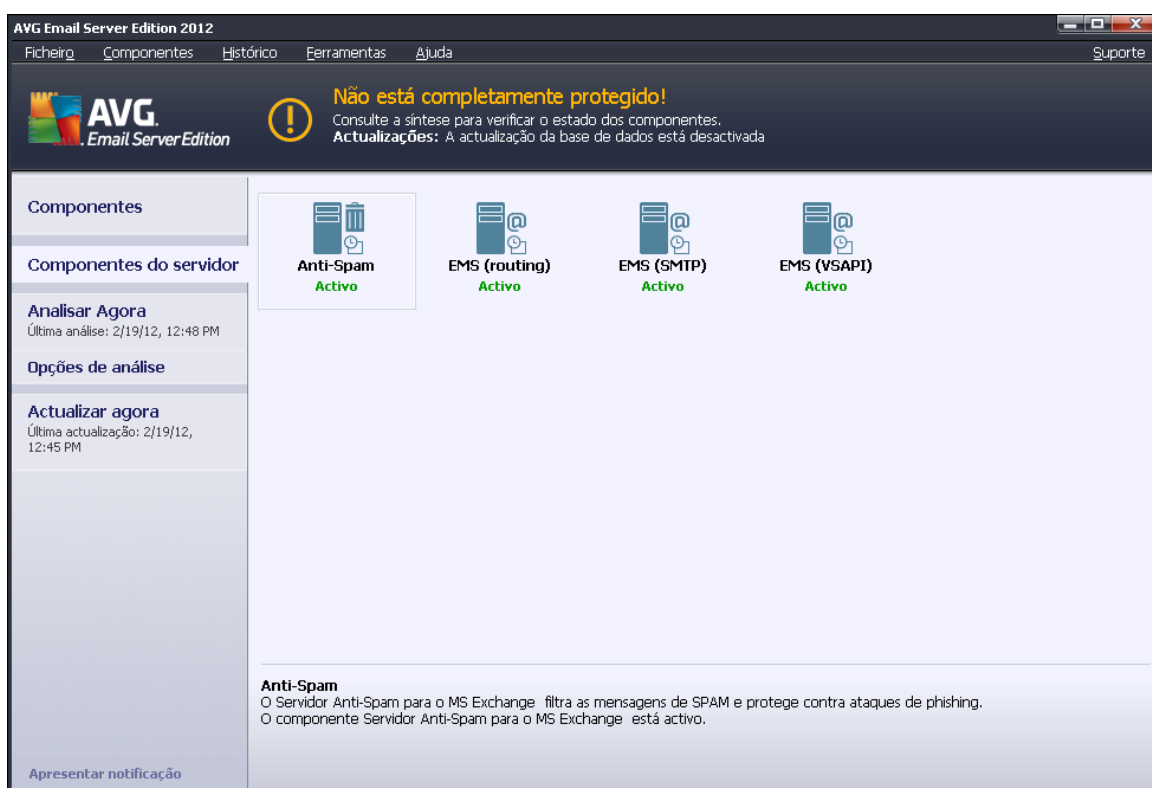 AVG Email Server Edition 2012
Ficheiro Componentes Histórico Ferramentas Ajuda Suporte
AVG.
Email Server Edition
Não está completamente protegido!
Consulte a síntese para verificar o estado dos componentes.
Actualizações: A actualização da base de dados está desactivada
Componentes
Componentes do servidor
Analisar Agora
Última análise: 2/19/12, 12:48 PM
Opções de análise
Actualizar agora
Última actualização: 2/19/12,
12:45 PM
Anti-Spam
Activo
EMS (routing)
Activo
EMS (SMTP)
Activo
EMS (VSAPI)
Activo
Anti-Spam
O Servidor Anti-Spam para o MS Exchange filtra as mensagens de SPAM e protege contra ataques de phishing.
O componente Servidor Anti-Spam para o MS Exchange está activo.
Apresentar notificação